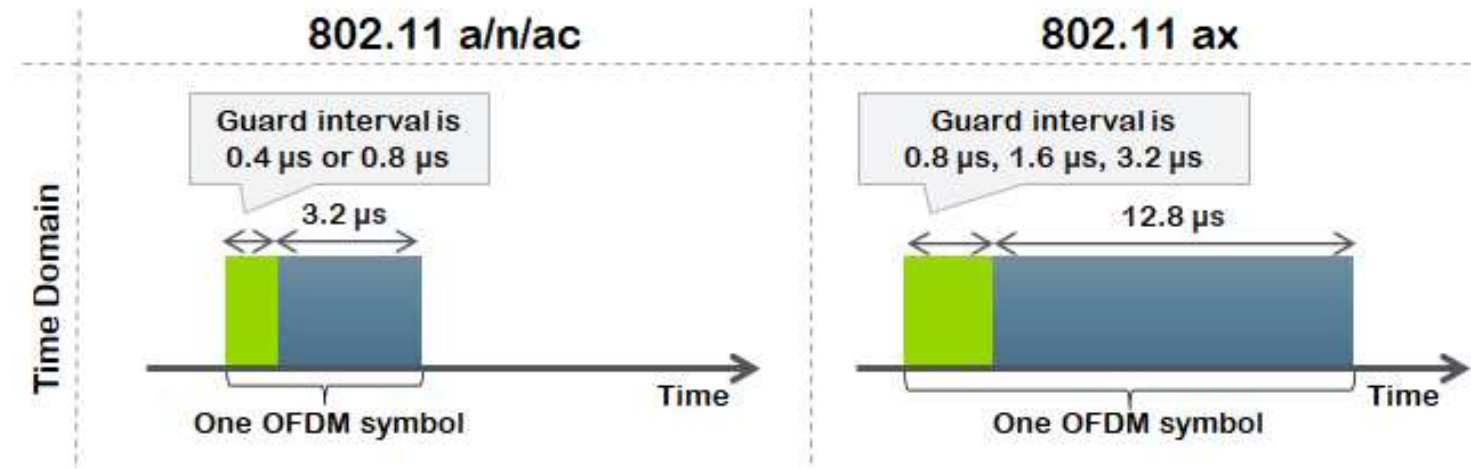 802.11 a/n/ac
802.11 ax
Time Domain
Guard interval is
0.4 µs or 0.8 µs
3.2 µs
Time
One OFDM symbol
Guard interval is
0.8 µs, 1.6 µs, 3.2 µs
12.8 µs
Time
One OFDM symbol